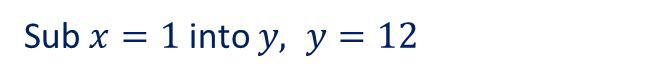 Sub x = 1 into y, y = 12